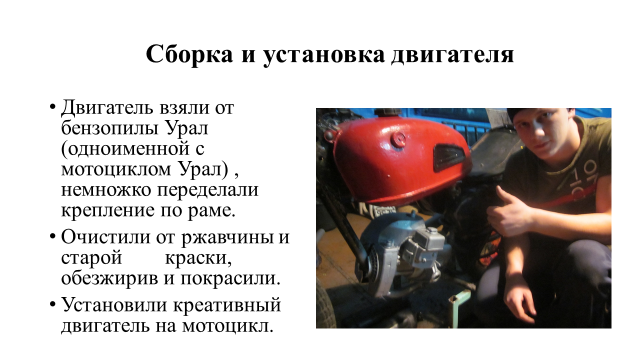 Сборка и установка двигателя
• Двигатель взяли от
бензопилы Урал
(одноименной с
мотоциклом Урал) ,
немножко переделали
крепление по раме.
• Очистили от ржавчины и
старой краски,
обезжирив и покрасили.
• Установили креативный
двигатель на мотоцикл.